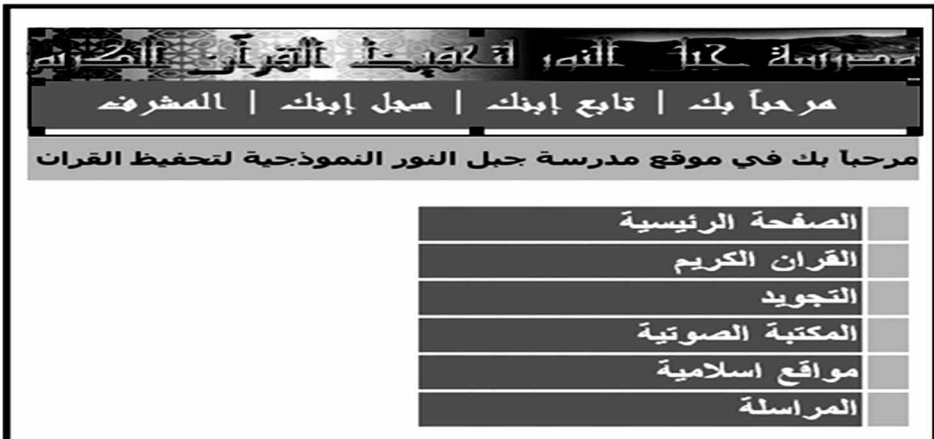 مدرسة جبل النور لتحفيظ القرآن الكريم
مرحباً بك | تابع إبنك | سجل إبنك | المشرف
مرحباً بك في موقع مدرسة جبل النور النموذجية لتحفيظ القران
الصفحة الرئيسية
القران الكريم
التجويد
المكتبة الصوتية
مواقع اسلامية
المراسلة